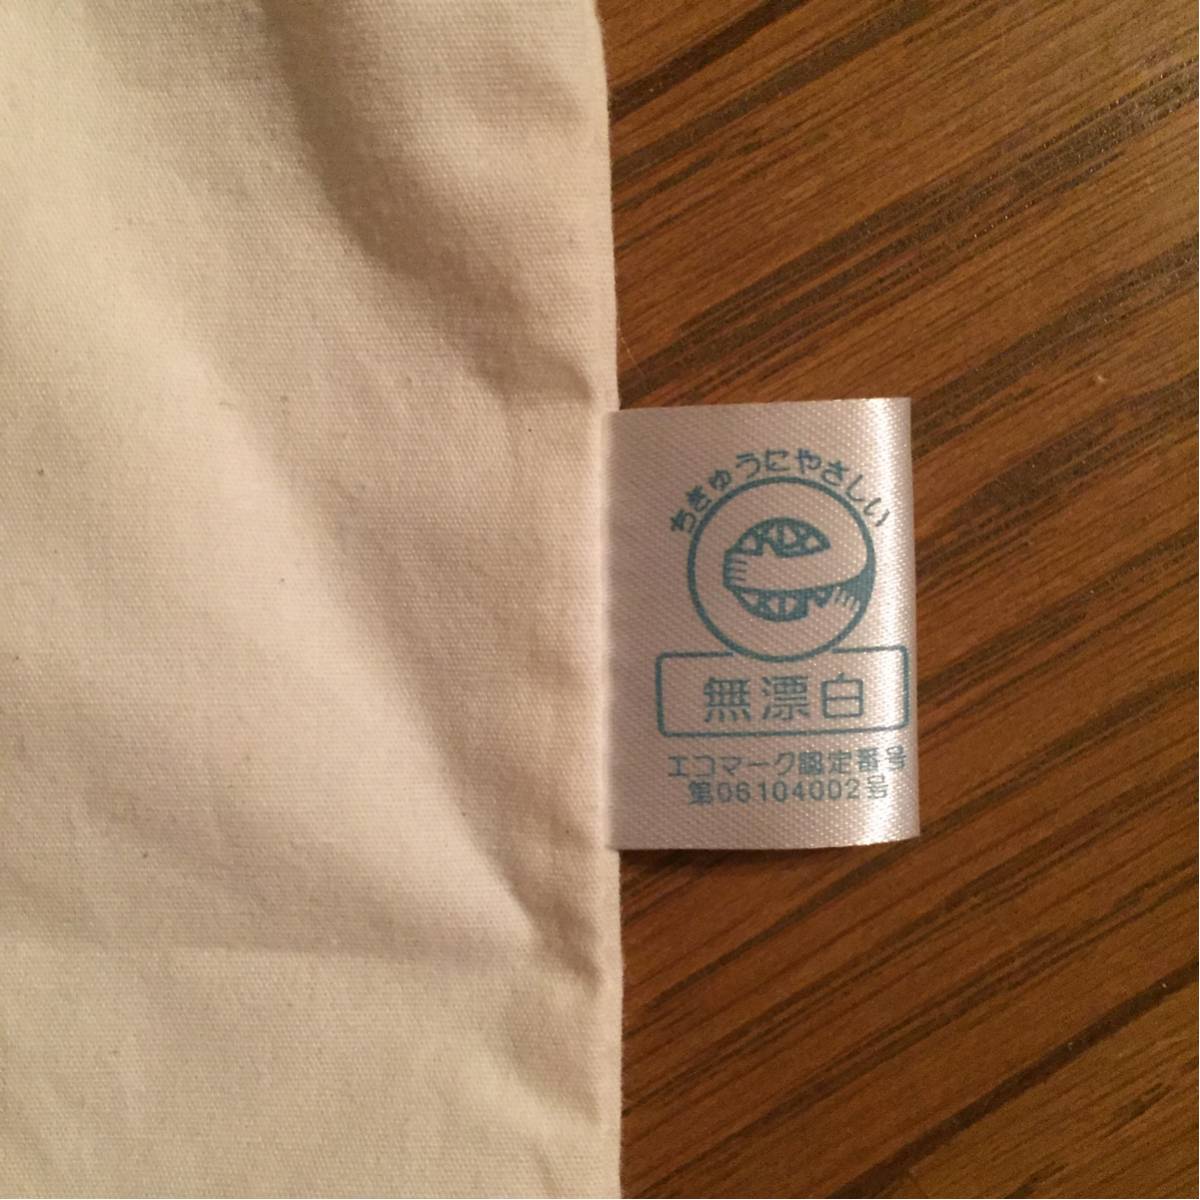 ちきゅうにやさしい
無漂白
エコマーク認定番号
第06104002号